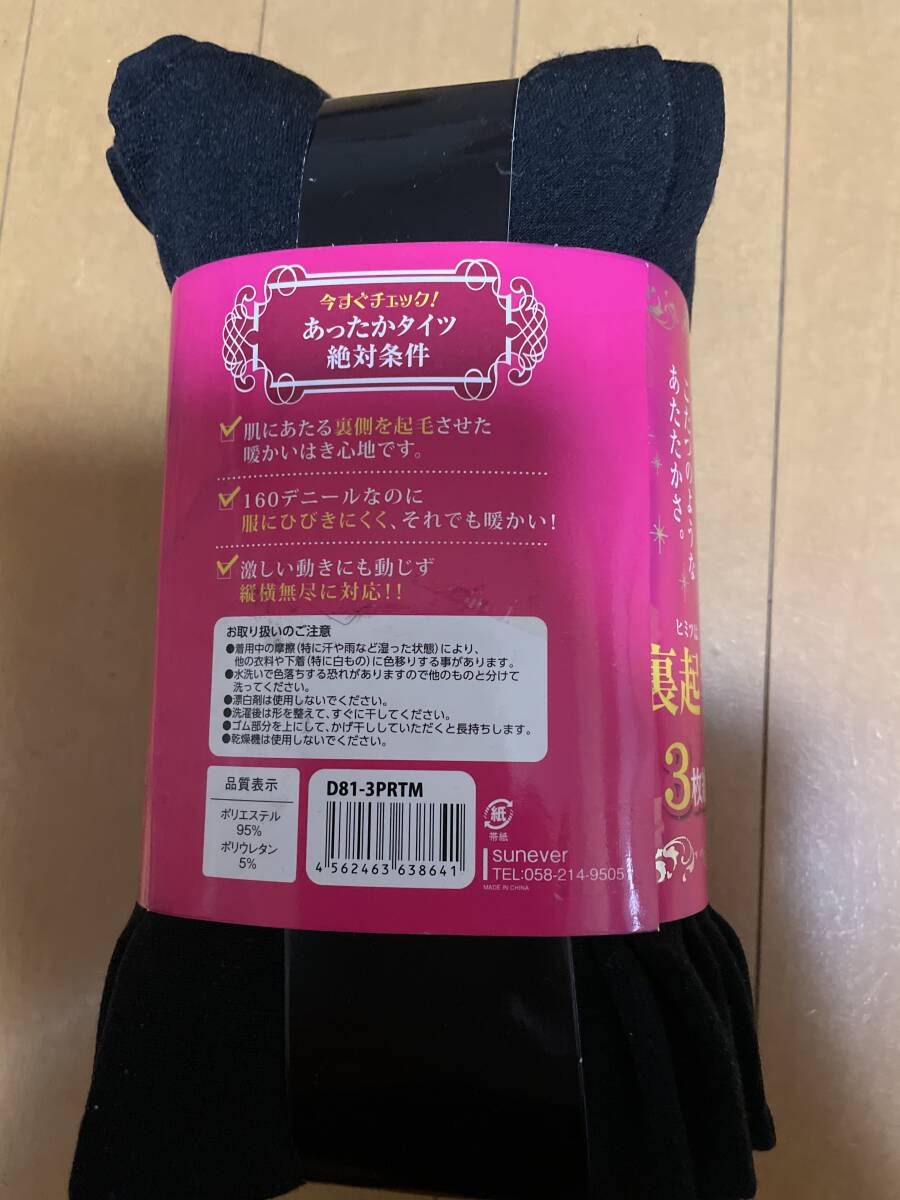 今すぐチェック!
あったかタイツ
絶対条件
肌にあたる裏側を起毛させた
暖かいはき心地です。
160デニールなのに
服にひびきにくく、それでも暖かい!
激しい動きにも動じず
縦横無尽に対応!!
お取り扱いのご注意
●着用中の摩擦(特に汗や雨など湿った状態)により、
他の衣料や下着(特に白もの)に色移りする事があります。
●水洗いで色落ちする恐れがありますので他のものと分けて
洗ってください。
●漂白剤は使用しないでください。
●洗濯後は形を整えて、すぐに干してください。
●ゴム部分を上にして、かげ干ししていただくと長持ちします。
●乾燥機は使用しないでください。
品質表示
ポリエステル
95%
ポリウレタン
5%
D81-3PRTM
4 562463 638641
紙
帯紙
sunever
TEL:058-214-9505
MADE IN CHINA
こたつのような
あたたかさ。
ヒミツは
裏起
3枚